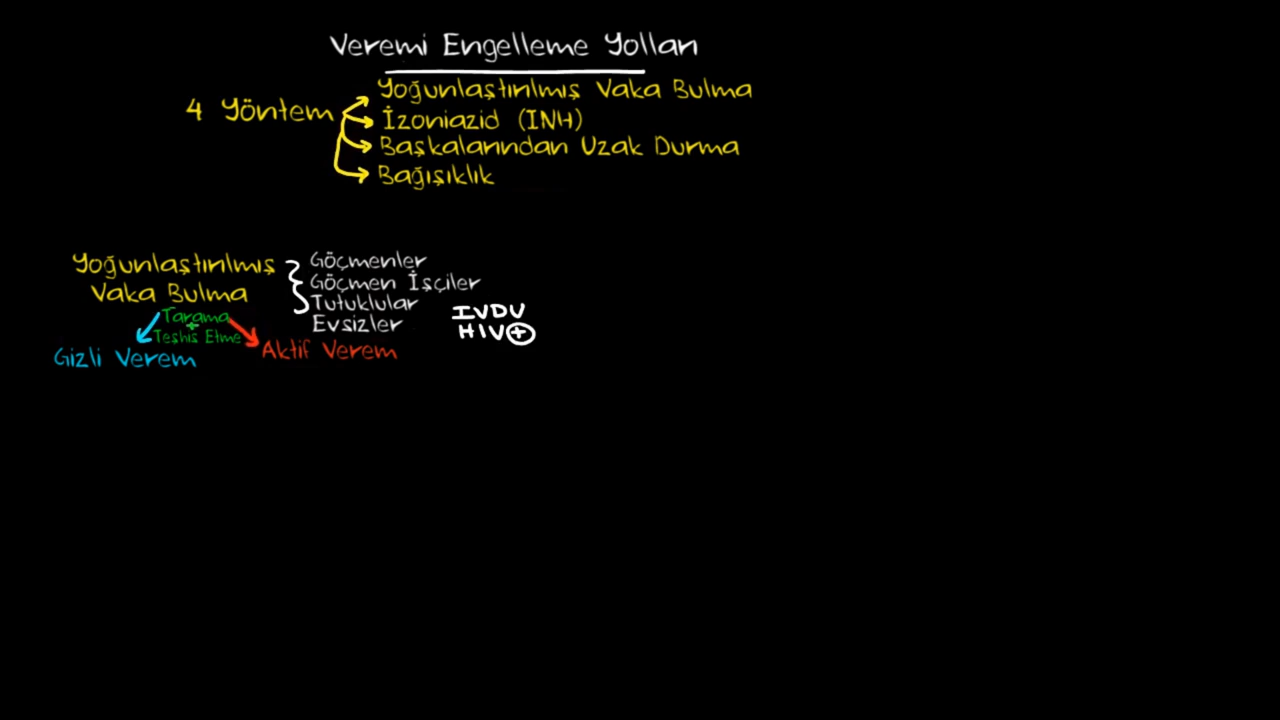 Veremi Engelleme Yolları
4 Yöntem
Yoğunlaştırılmış Vaka Bulma
İzoniazid (INH)
Başkalarından Uzak Durma
Bağışıklık
Yoğunlaştırılmış
Vaka Bulma
Tarama
+
Teshis Etme
Gizli Verem
Aktif Verem
Göçmenler
Göçmen İşçiler
Tutuklular
Evsizler
IVDU
HIV+